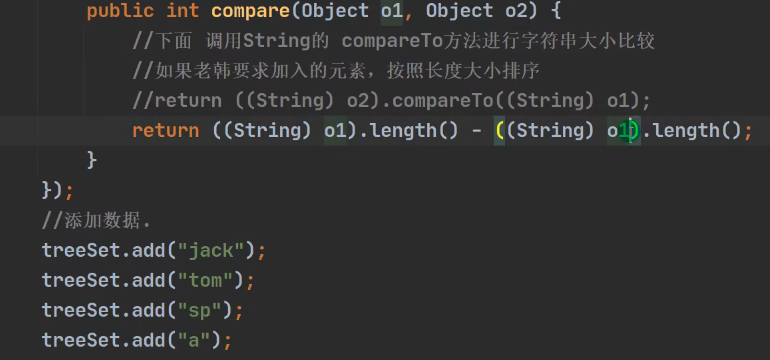 public int compare(Object o1, Object o2) {
//下面 调用String的 compareTo方法进行字符串大小比较
//如果老韩要求加入的元素，按照长度大小排序
//return ((String) o2).compareTo((String) o1);
return ((String) o1).length() - ((String) o1).length();
}
});
//添加数据.
treeSet.add("jack");
treeSet.add("tom");
treeSet.add("sp");
treeSet.add("a");